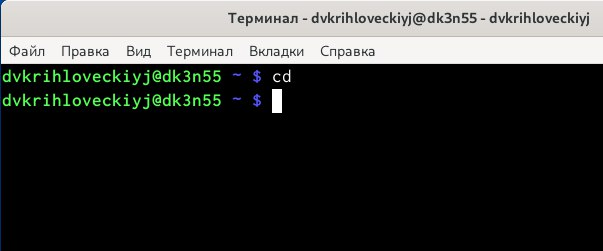 Терминал - dvkrihloveckiyj@dk3n55 - dvkrihloveckiyj
Файл Правка Вид Терминал Вкладки Справка
dvkrihloveckiyj@dk3n55 ~ $ cd
dvkrihloveckiyj@dk3n55 ~ $